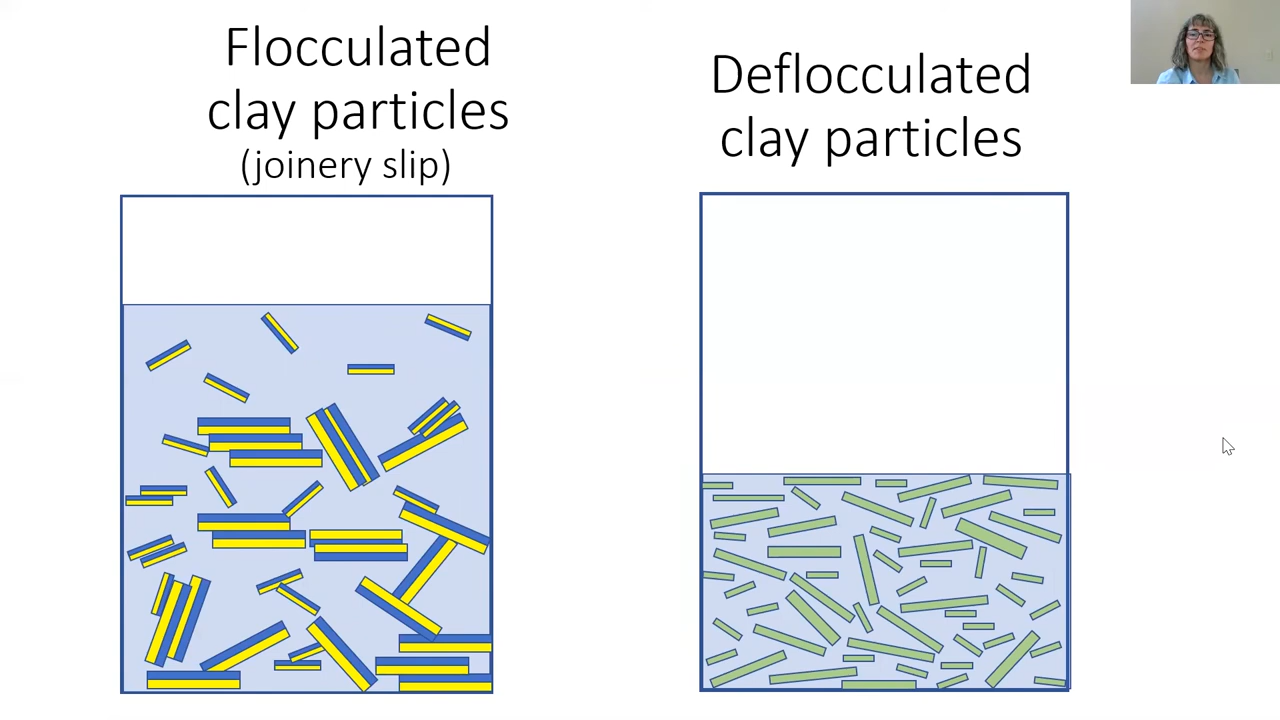 Flocculated
clay particles
(joinery slip)
Deflocculated
clay particles